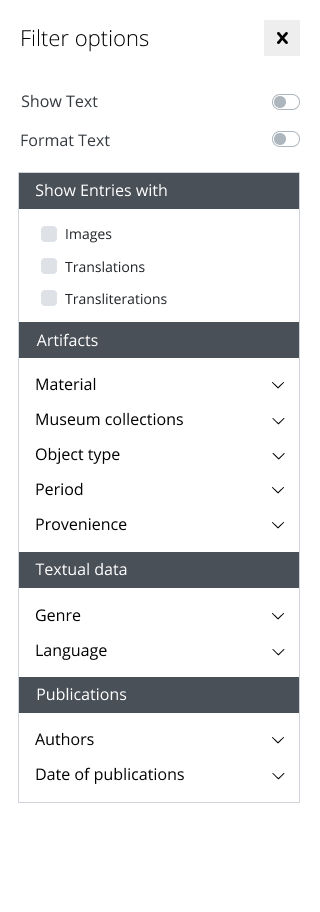 Filter options
Show Text
Format Text
Show Entries with
Images
Translations
Transliterations
Artifacts
Material
Museum collections
Object type
Period
Provenience
Textual data
Genre
Language
Publications
Authors
Date of publications